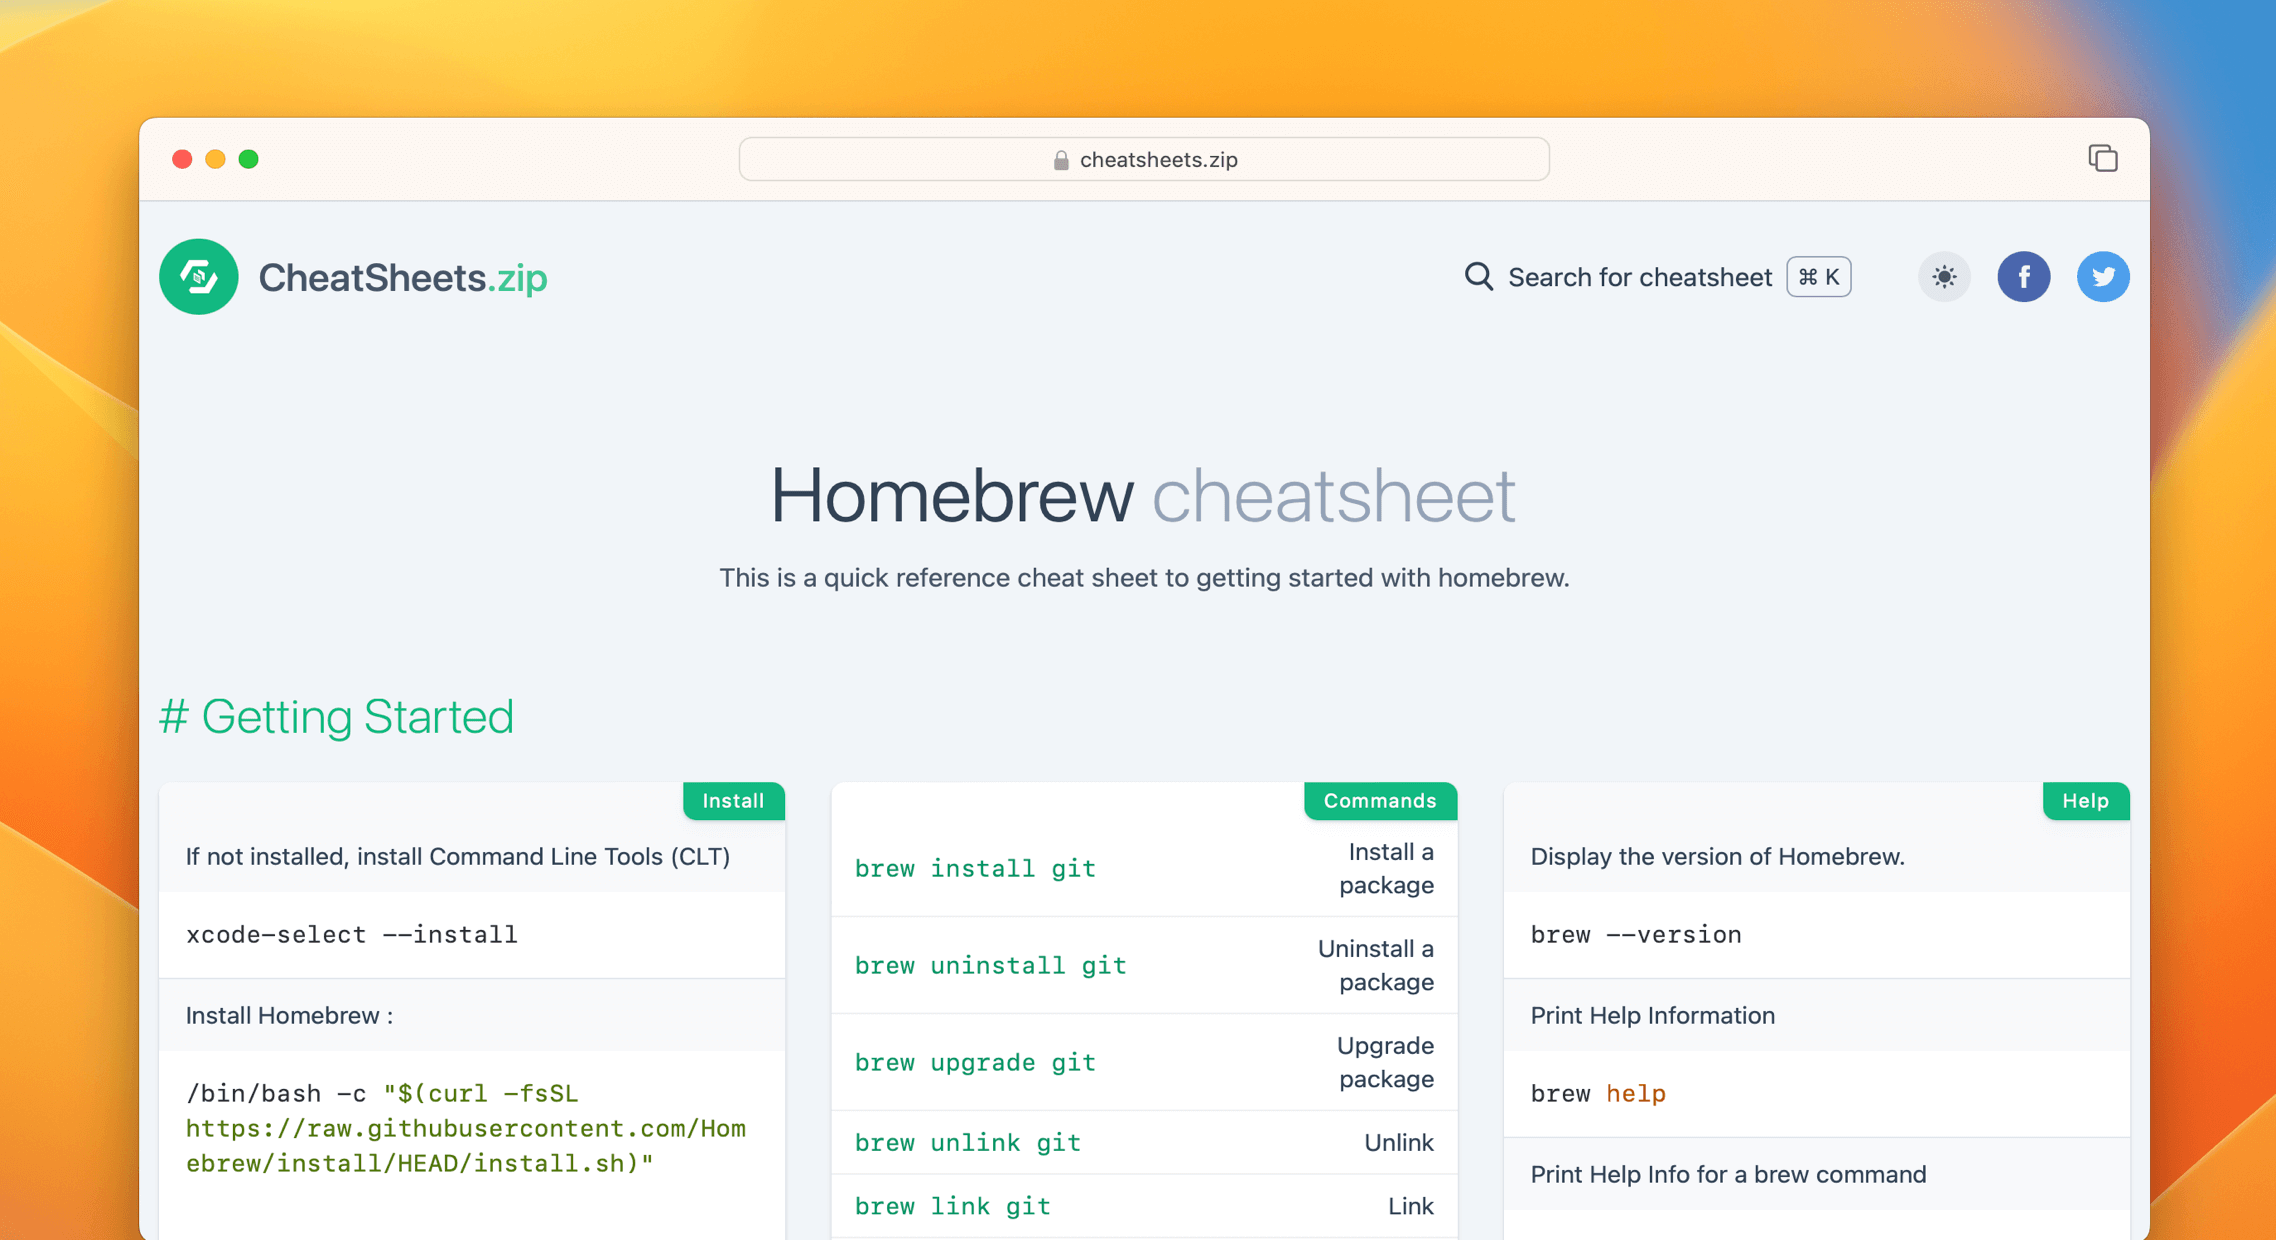 cheatsheets.zip
CheatSheets.zip
Search for cheatsheet ⌘ K
f
Homebrew cheatsheet
This is a quick reference cheat sheet to getting started with homebrew.
# Getting Started
Install
If not installed, install Command Line Tools (CLT)
xcode-select --install
Install Homebrew :
/bin/bash -c "$(curl -fsSL
https://raw.githubusercontent.com/Hom
ebrew/install/HEAD/install.sh)"
Commands
brew install git
Install a
package
brew uninstall git
Uninstall a
package
brew upgrade git
Upgrade
package
brew unlink git
Unlink
brew link git
Link
Help
Display the version of Homebrew.
brew --version
Print Help Information
brew help
Print Help Info for a brew command